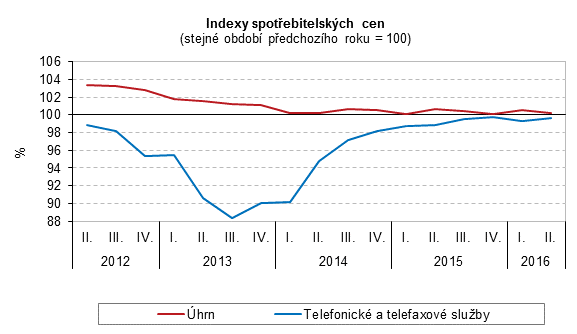 Indexy spotřebitelských cen
(stejné období předchozího roku = 100)
106
104
102
100
98
96
94
92
90
88
%
II. III. IV. I. II. III. IV. I. II. III. IV. I. II. III. IV. I. II.
2012 2013 2014 2015 2016
Úhrn Telefonické a telefaxové služby